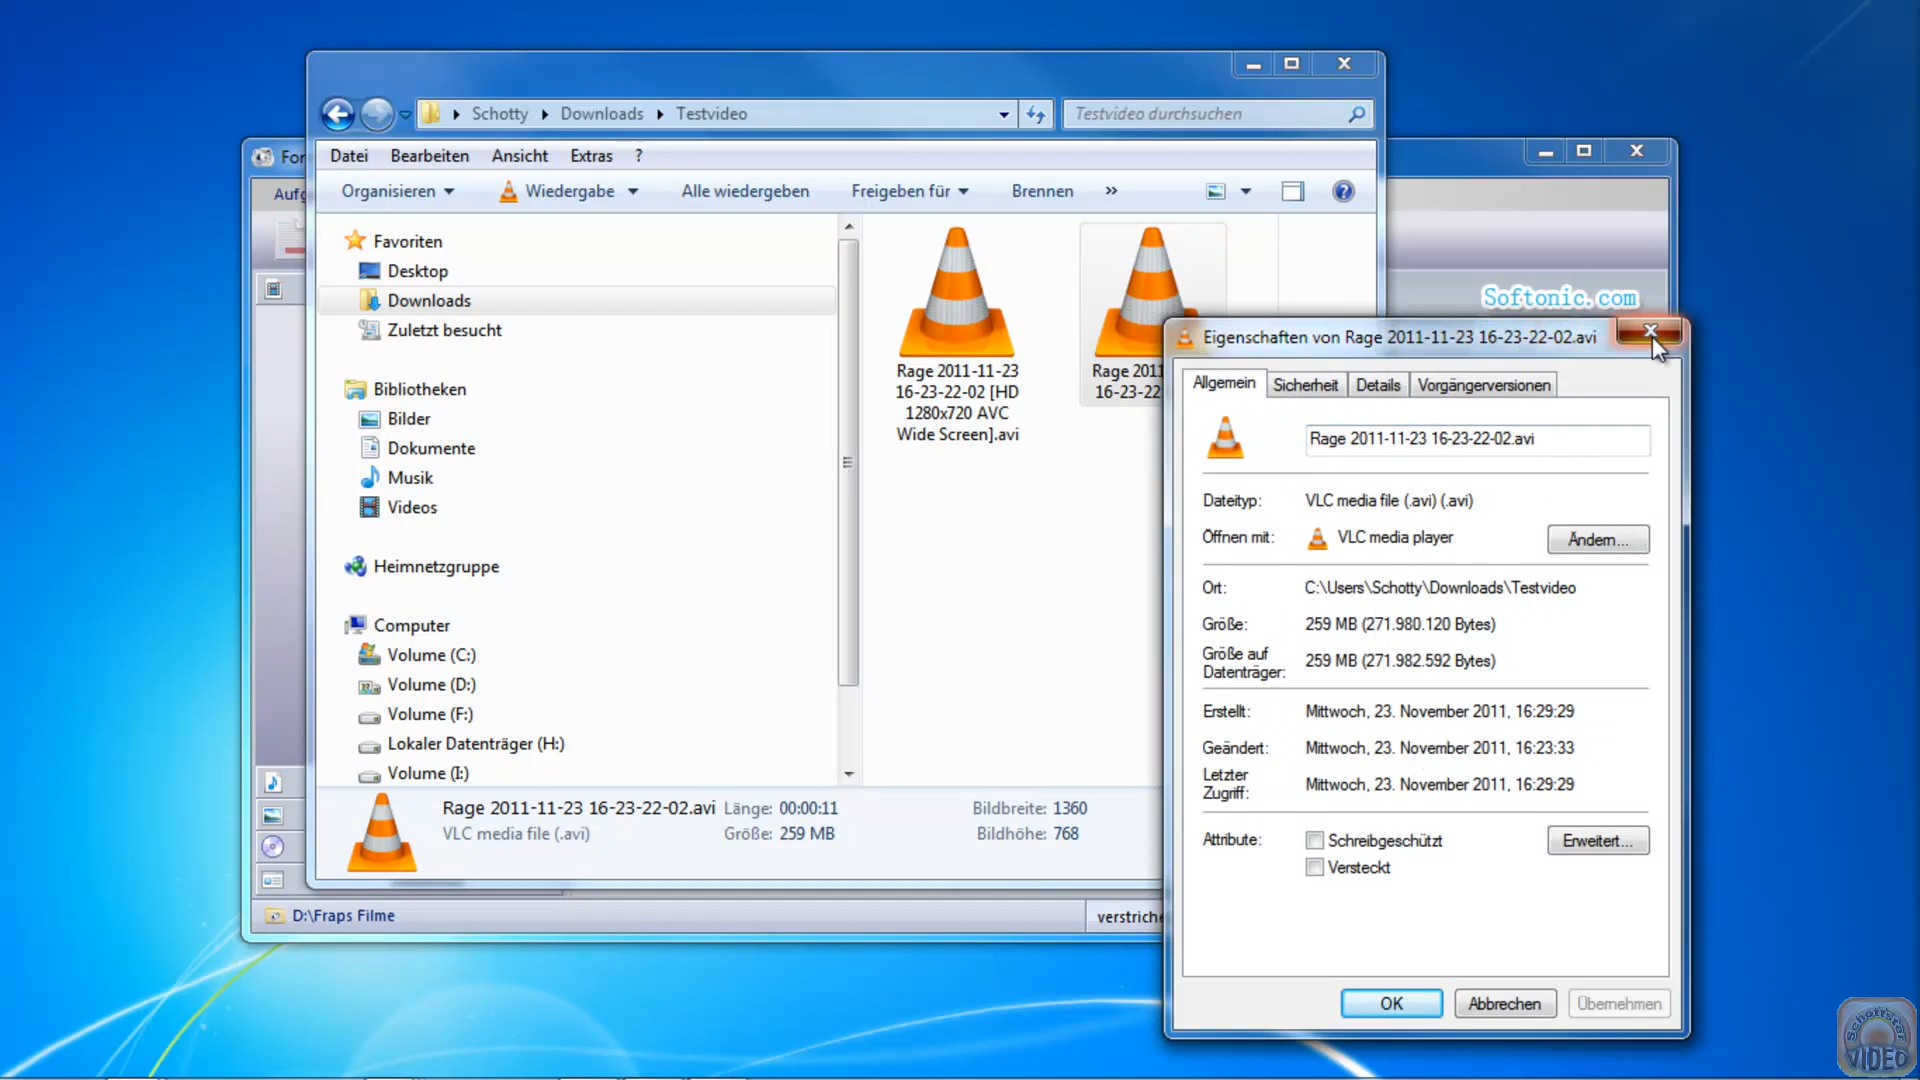 Schotty
Downloads
Testvideo
Testvideo durchsuchen
For
Datei
Bearbeiten
Ansicht
Extras
?
Aufg
Organisieren
Wiedergabe
Alle wiedergeben
Freigeben für
Brennen
»
Favoriten
Desktop
Downloads
Zuletzt besucht
Bibliotheken
Bilder
Dokumente
Musik
Videos
Heimnetzgruppe
Computer
Volume (C:)
Volume (D:)
Volume (F:)
Lokaler Datenträger (H:)
Volume (I:)
Rage 2011-11-23
16-23-22-02 [HD
1280x720 AVC
Wide Screen].avi
Rage 201
16-23-22
Softonic.com
Eigenschaften von Rage 2011-11-23 16-23-22-02.avi
Allgemein
Sicherheit
Details
Vorgängerversionen
Rage 2011-11-23 16-23-22-02.avi
Dateityp: VLC media file (.avi) (.avi)
Öffnen mit: VLC media player
Ändern...
Ort: C:\Users\Schotty\Downloads\Testvideo
Größe: 259 MB (271.980.120 Bytes)
Größe auf
Datenträger: 259 MB (271.982.592 Bytes)
Erstellt: Mittwoch, 23. November 2011, 16:29:29
Geändert: Mittwoch, 23. November 2011, 16:23:33
Letzter
Zugriff: Mittwoch, 23. November 2011, 16:29:29
Attribute: Schreibgeschützt
Versteckt
Erweitert...
OK
Abbrechen
Übernehmen
Rage 2011-11-23 16-23-22-02.avi
VLC media file (.avi)
Länge: 00:00:11
Größe: 259 MB
Bildbreite: 1360
Bildhöhe: 768
D:\Fraps Filme
verstriche
VIDEO